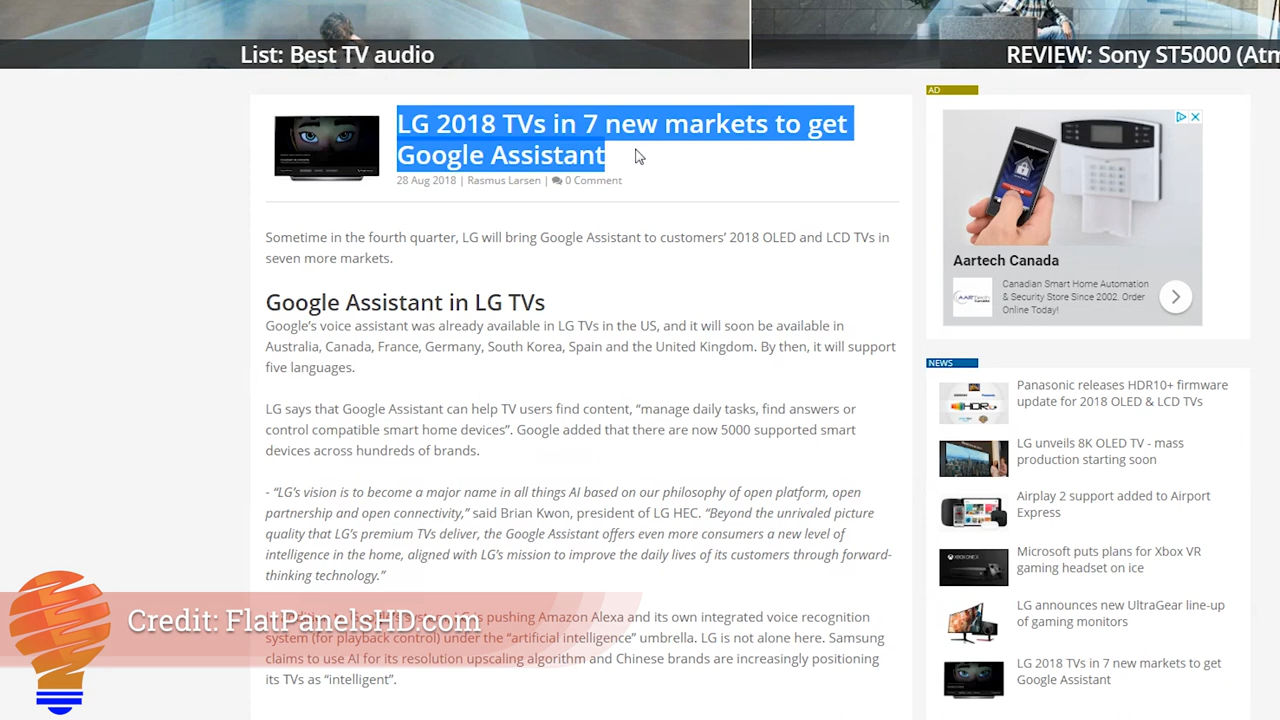 List: Best TV audio
REVIEW: Sony ST5000 (Atm
LG 2018 TVs in 7 new markets to get
Google Assistant
28 Aug 2018 | Rasmus Larsen | 0 Comment
Sometime in the fourth quarter, LG will bring Google Assistant to customers’ 2018 OLED and LCD TVs in
seven more markets.
Google Assistant in LG TVs
Google’s voice assistant was already available in LG TVs in the US, and it will soon be available in
Australia, Canada, France, Germany, South Korea, Spain and the United Kingdom. By then, it will support
five languages.
LG says that Google Assistant can help TV users find content, “manage daily tasks, find answers or
control compatible smart home devices”. Google added that there are now 5000 supported smart
devices across hundreds of brands.
- “LG’s vision is to become a major name in all things AI based on our philosophy of open platform, open
partnership and open connectivity,” said Brian Kwon, president of LG HEC. “Beyond the unrivaled picture
quality that LG’s premium TVs deliver, the Google Assistant offers even more consumers a new level of
intelligence in the home, aligned with LG’s mission to improve the daily lives of its customers through forward-
thinking technology.”
pushing Amazon Alexa and its own integrated voice recognition
system (for playback control) under the “artificial intelligence” umbrella. LG is not alone here. Samsung
claims to use AI for its resolution upscaling algorithm and Chinese brands are increasingly positioning
its TVs as “intelligent”.
Credit: FlatPanelsHD.com
AD
Aartech Canada
Canadian Smart Home Automation
& Security Store Since 2002. Order
Online Today!
NEWS
Panasonic releases HDR10+ firmware
update for 2018 OLED & LCD TVs
LG unveils 8K OLED TV - mass
production starting soon
Airplay 2 support added to Airport
Express
Microsoft puts plans for Xbox VR
gaming headset on ice
LG announces new UltraGear line-up
of gaming monitors
LG 2018 TVs in 7 new markets to get
Google Assistant